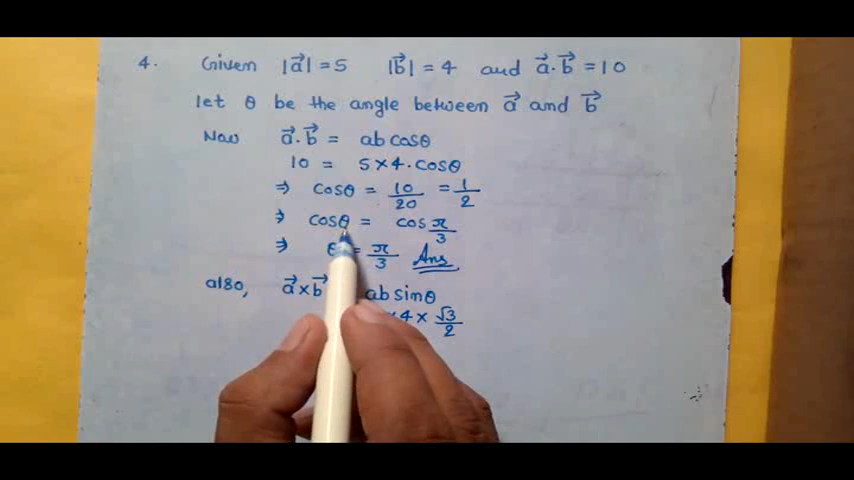 4. Given |a⃗| = 5 |b⃗| = 4 and a⃗.b⃗ = 10
let θ be the angle between a⃗ and b⃗
Now a⃗.b⃗ = ab cosθ
10 = 5 × 4 . cosθ
⇒ cosθ = 10/20 = 1/2
⇒ cosθ = cos π/3
⇒ θ = π/3 Ans
also, a⃗ × b⃗ ab sinθ
4 × √3/2